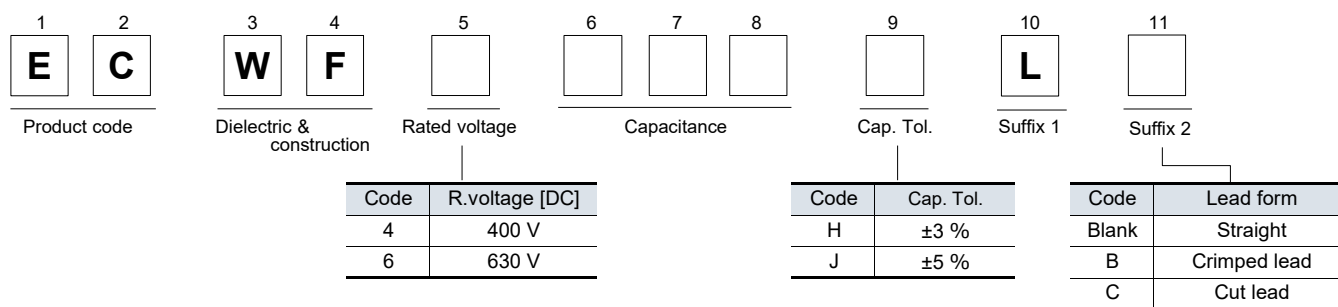 1 2 3 4 5 6 7 8 9 10 11
E C W F L
Product code Dielectric & Rated voltage Capacitance Cap. Tol. Suffix 1 Suffix 2
construction
Code R.voltage [DC]
4 400 V
6 630 V
Code Cap. Tol.
H ±3 %
J ±5 %
Code Lead form
Blank Straight
B Crimped lead
C Cut lead